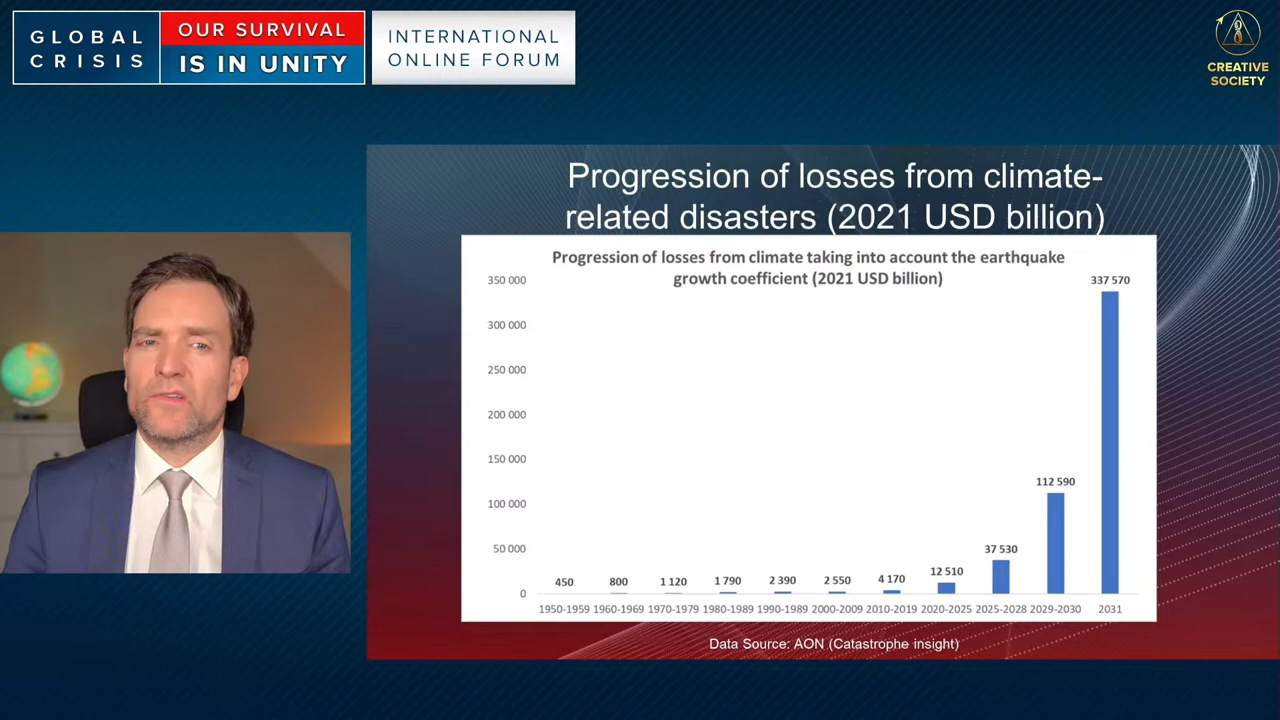 GLOBAL
CRISIS
OUR SURVIVAL
IS IN UNITY
INTERNATIONAL
ONLINE FORUM
CREATIVE
SOCIETY
Progression of losses from climate-
related disasters (2021 USD billion)
Progression of losses from climate taking into account the earthquake
growth coefficient (2021 USD billion)
350 000
300 000
250 000
200 000
150 000
100 000
50 000
0
450
800
1 120
1 790
2 390
2 550
4 170
12 510
37 530
112 590
337 570
1950-1959
1960-1969
1970-1979
1980-1989
1990-1989
2000-2009
2010-2019
2020-2025
2025-2028
2029-2030
2031
Data Source: AON (Catastrophe insight)